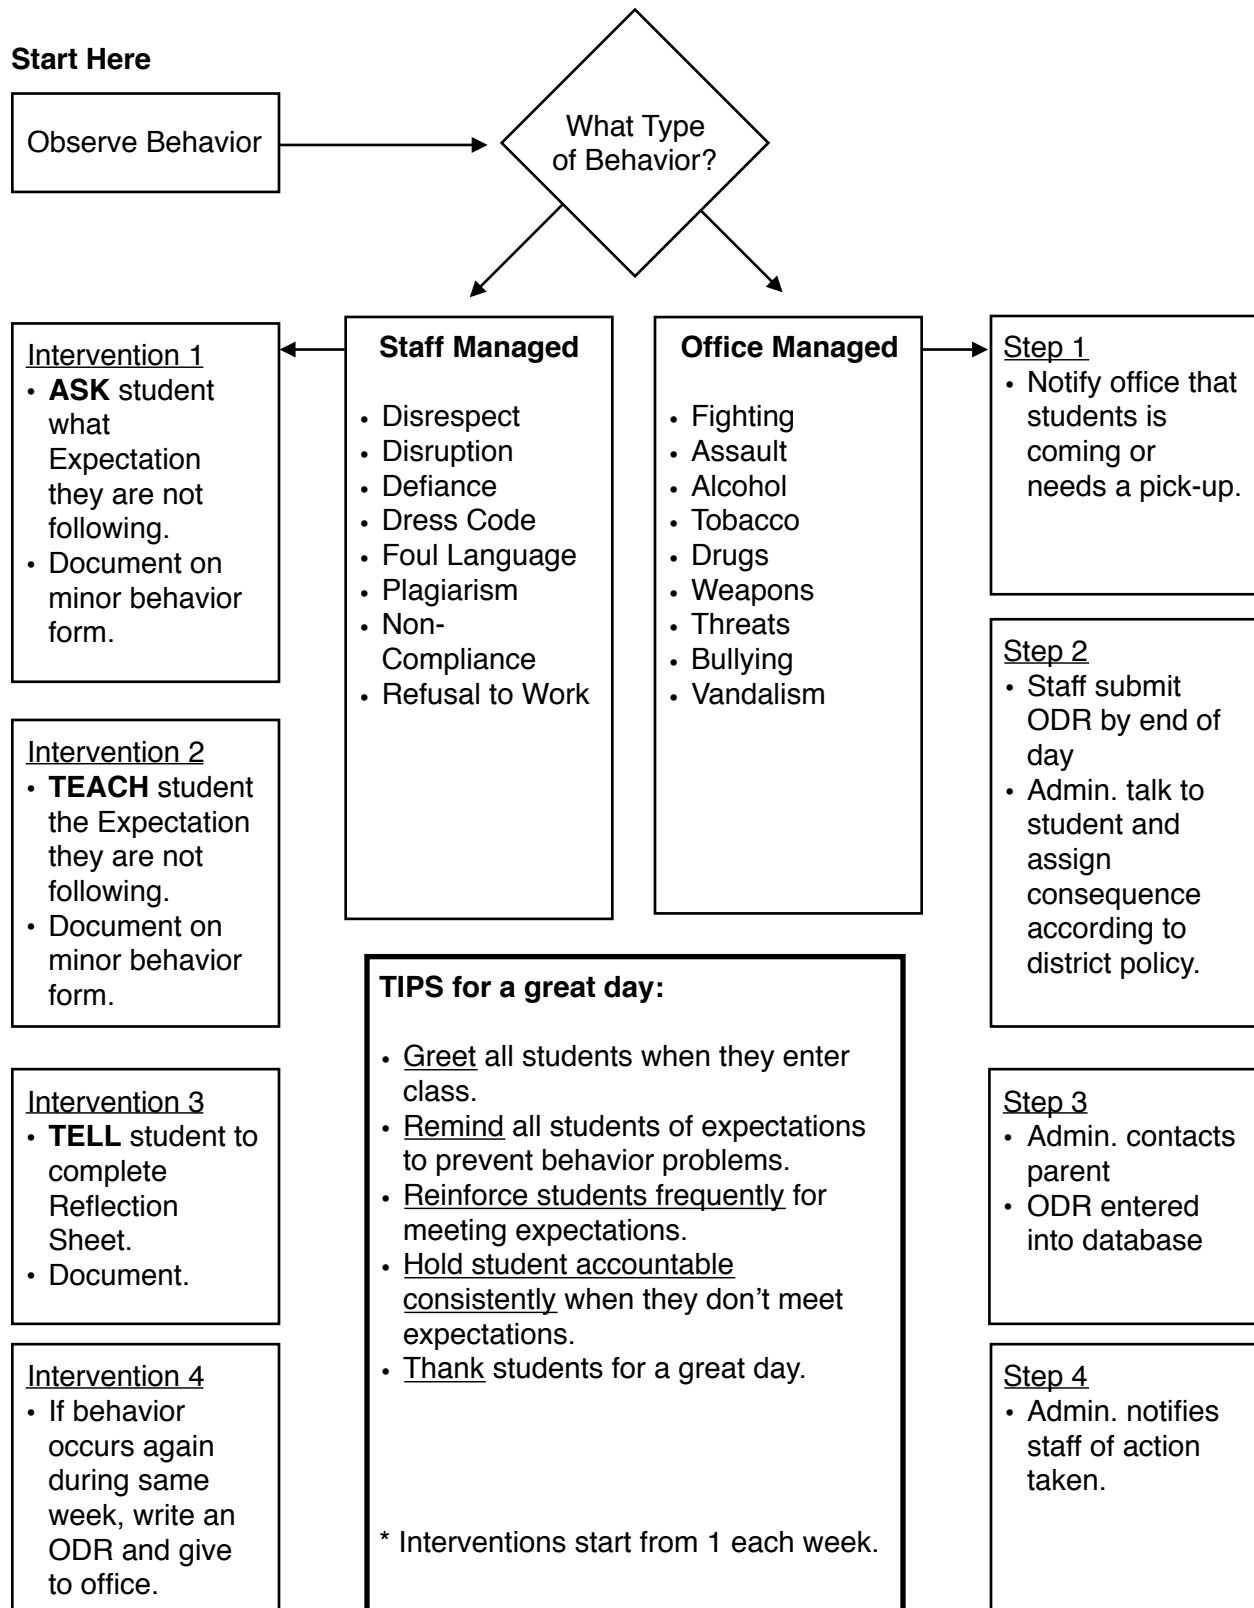 Start Here
Observe Behavior
What Type
of Behavior?
Intervention 1
• ASK student
what
Expectation
they are not
following.
• Document on
minor behavior
form.
Intervention 2
• TEACH student
the Expectation
they are not
following.
• Document on
minor behavior
form.
Intervention 3
• TELL student to
complete
Reflection
Sheet.
• Document.
Intervention 4
• If behavior
occurs again
during same
week, write an
ODR and give
to office.
Staff Managed
• Disrespect
• Disruption
• Defiance
• Dress Code
• Foul Language
• Plagiarism
• Non-
Compliance
• Refusal to Work
Office Managed
• Fighting
• Assault
• Alcohol
• Tobacco
• Drugs
• Weapons
• Threats
• Bullying
• Vandalism
Step 1
• Notify office that
students is
coming or
needs a pick-up.
Step 2
• Staff submit
ODR by end of
day
• Admin. talk to
student and
assign
consequence
according to
district policy.
Step 3
• Admin. contacts
parent
• ODR entered
into database
Step 4
• Admin. notifies
staff of action
taken.
TIPS for a great day:
• Greet all students when they enter
class.
• Remind all students of expectations
to prevent behavior problems.
• Reinforce students frequently for
meeting expectations.
• Hold student accountable
consistently when they don’t meet
expectations.
• Thank students for a great day.
* Interventions start from 1 each week.